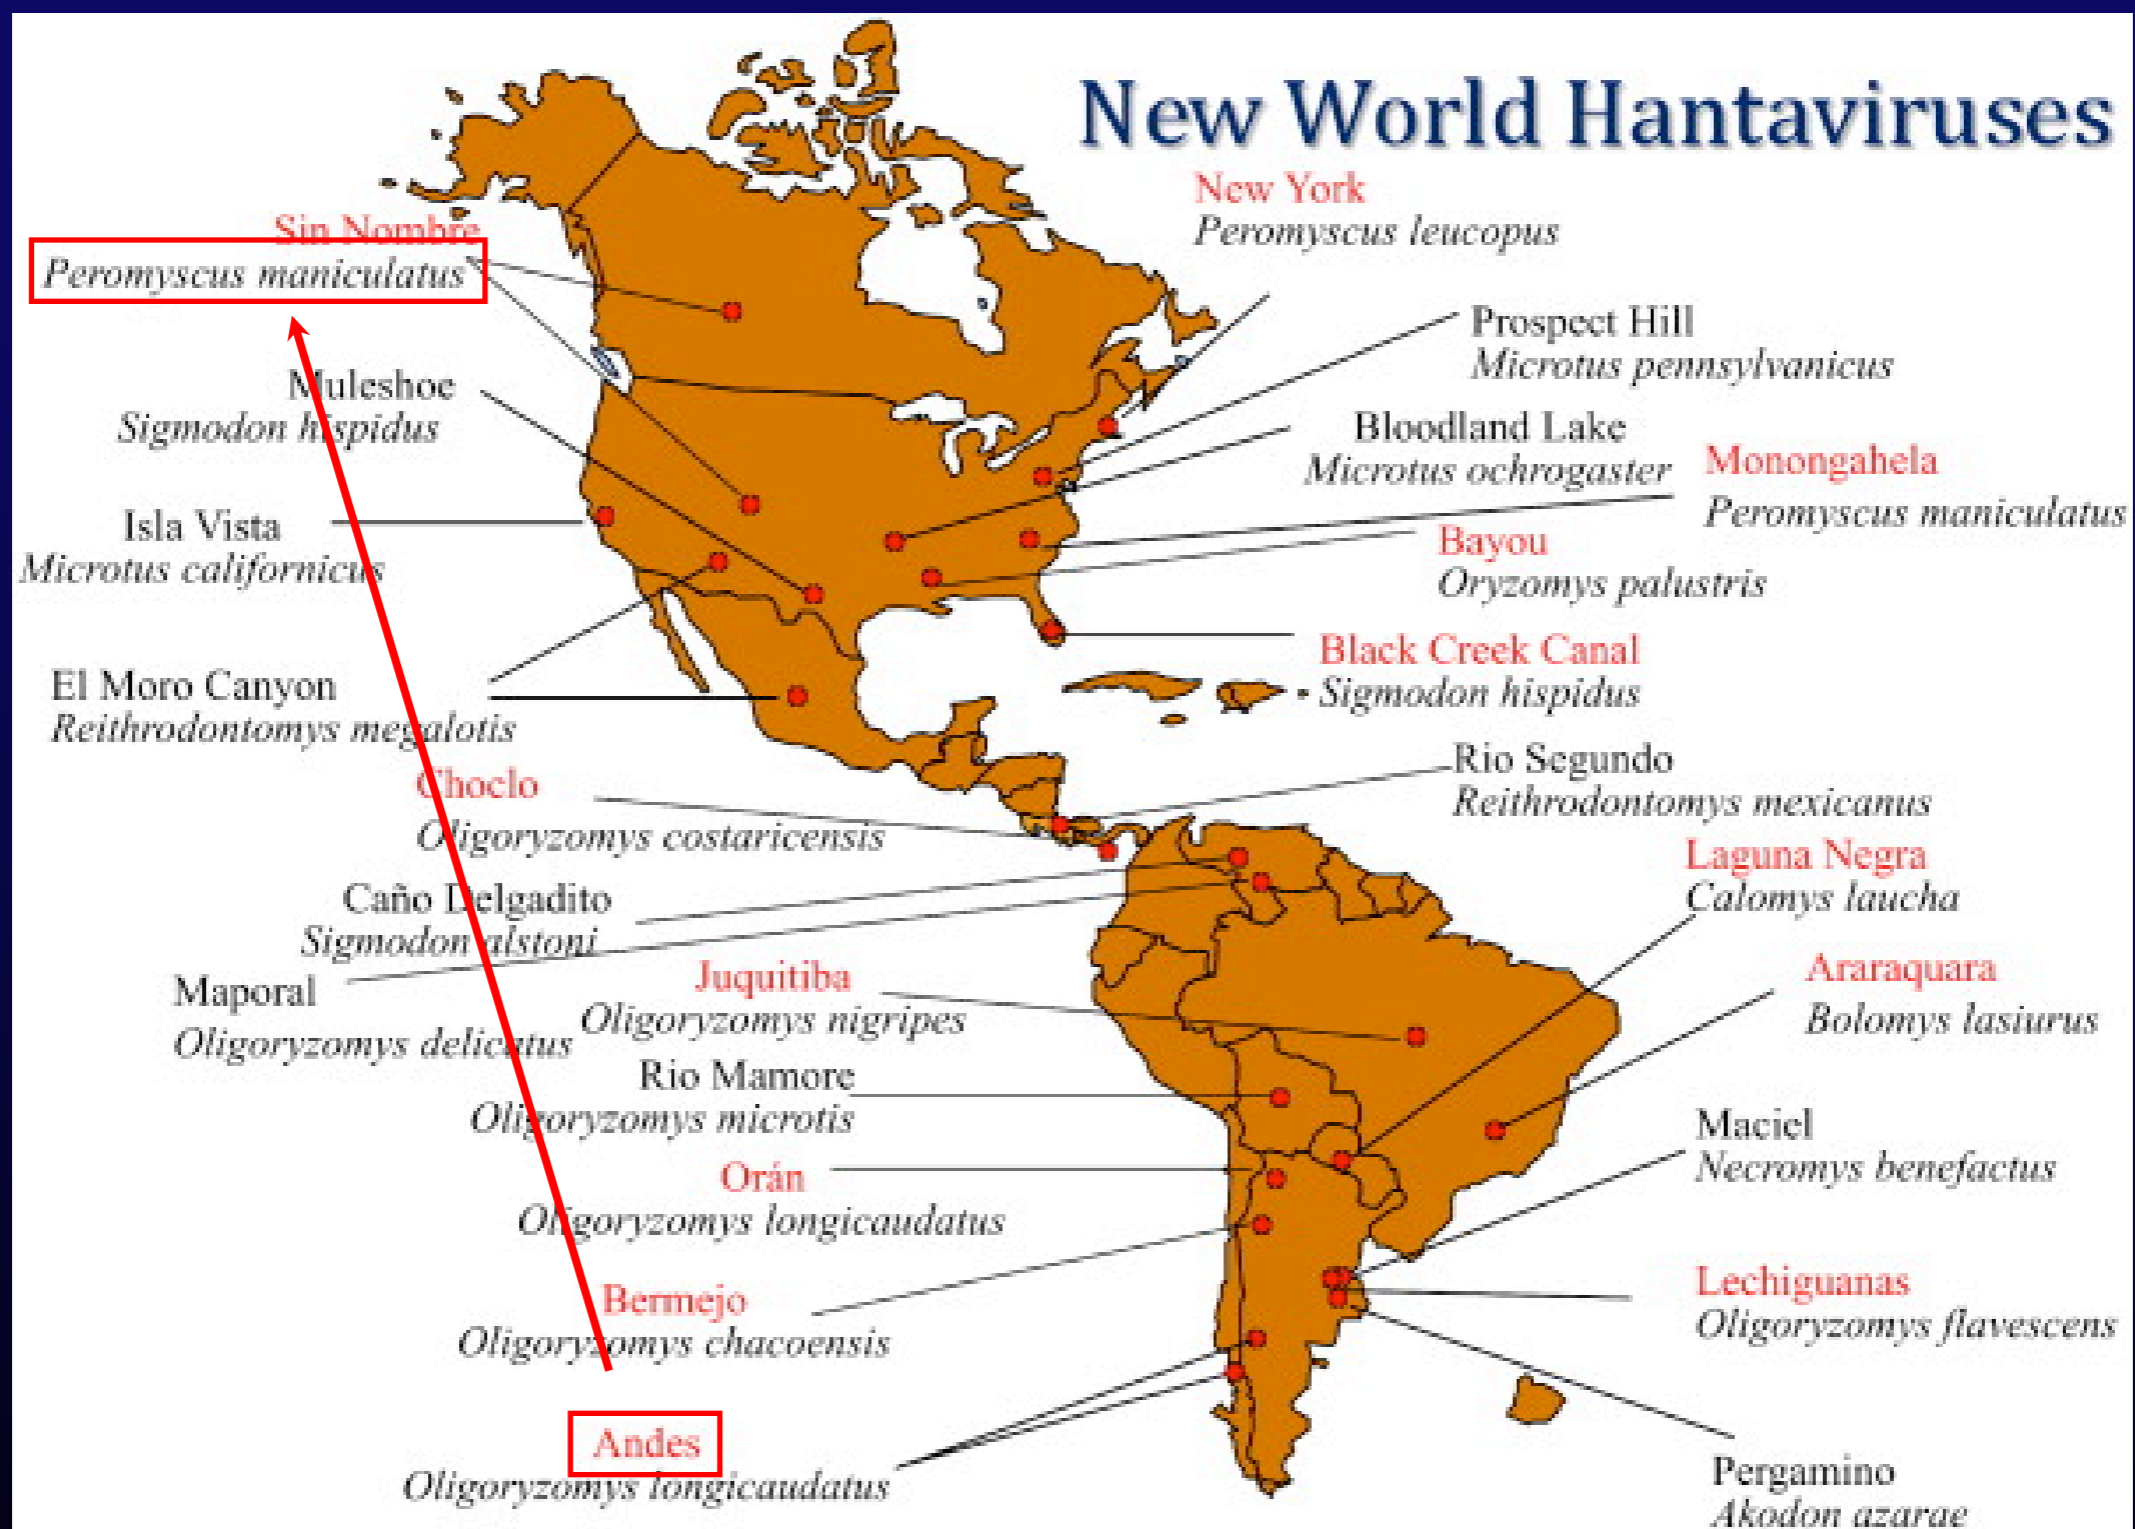 New World Hantaviruses
New York
Peromyscus leucopus
Sin Nombre
Peromyscus maniculatus
Prospect Hill
Microtus pennsylvanicus
Muleshoe
Sigmodon hispidus
Bloodland Lake
Microtus ochrogaster
Monongahela
Peromyscus maniculatus
Isla Vista
Microtus californicus
Bayou
Oryzomys palustris
Black Creek Canal
Sigmodon hispidus
El Moro Canyon
Reithrodontomys megalotis
Rio Segundo
Reithrodontomys mexicanus
Choclo
Oligoryzomys costaricensis
Laguna Negra
Calomys laucha
Caño Delgadito
Sigmodon alstoni
Maporal
Oligoryzomys delicatus
Juquitiba
Oligoryzomys nigripes
Araraquara
Bolomys lasiurus
Rio Mamore
Oligoryzomys microtis
Maciel
Necromys benefactus
Orán
Oligoryzomys longicaudatus
Bermejo
Oligoryzomys chacoensis
Lechiguanas
Oligoryzomys flavescens
Andes
Oligoryzomys longicaudatus
Pergamino
Akodon azarae